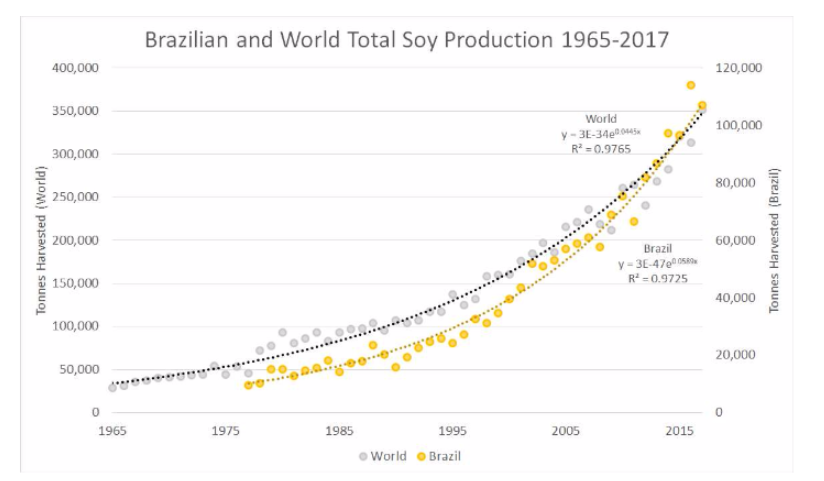 Brazilian and World Total Soy Production 1965-2017
400,000
350,000
300,000
250,000
200,000
150,000
100,000
50,000
0
Tonnes Harvested (World)
120,000
100,000
80,000
60,000
40,000
20,000
0
Tonnes Harvested (Brazil)
World
y = 3E-34e^0.0445x
R² = 0.9765
Brazil
y = 3E-47e^0.0589x
R² = 0.9725
1965 1975 1985 1995 2005 2015
World Brazil